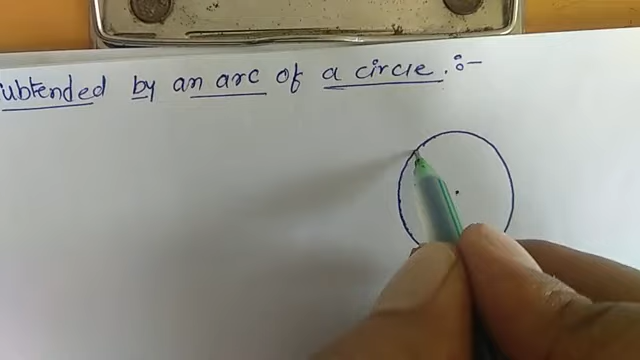 ubtended by an arc of a circle :-